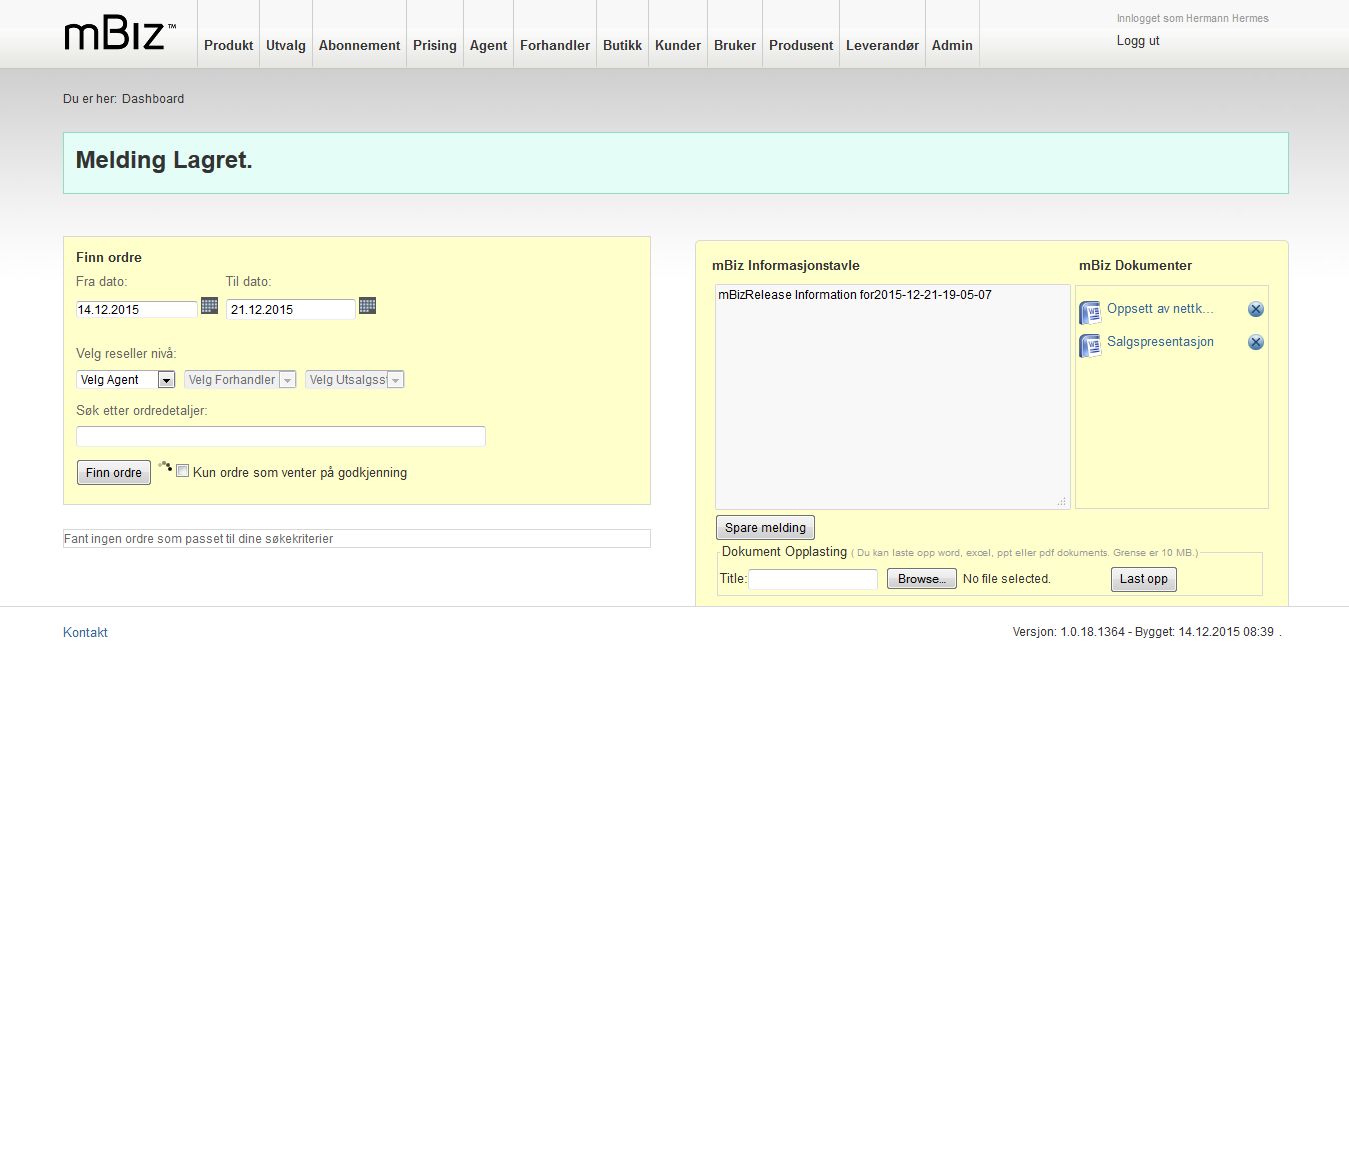 mBiz™
Produkt Utvalg Abonnement Prising Agent Forhandler Butikk Kunder Bruker Produsent Leverandør Admin
Innlogget som Hermann Hermes
Logg ut
Du er her: Dashboard
Melding Lagret.
Finn ordre
Fra dato: Til dato:
14.12.2015 21.12.2015
Velg reseller nivå:
Velg Agent Velg Forhandler Velg Utsalgss
Søk etter ordredetaljer:
Finn ordre Kun ordre som venter på godkjenning
Fant ingen ordre som passet til dine søkekriterier
mBiz Informasjonstavle
mBizRelease Information for2015-12-21-19-05-07
mBiz Dokumenter
Oppsett av nettk...
Salgspresentasjon
Spare melding
Dokument Opplasting ( Du kan laste opp word, excel, ppt eller pdf dokuments. Grense er 10 MB.)
Title: Browse... No file selected. Last opp
Kontakt
Versjon: 1.0.18.1364 - Bygget: 14.12.2015 08:39 .